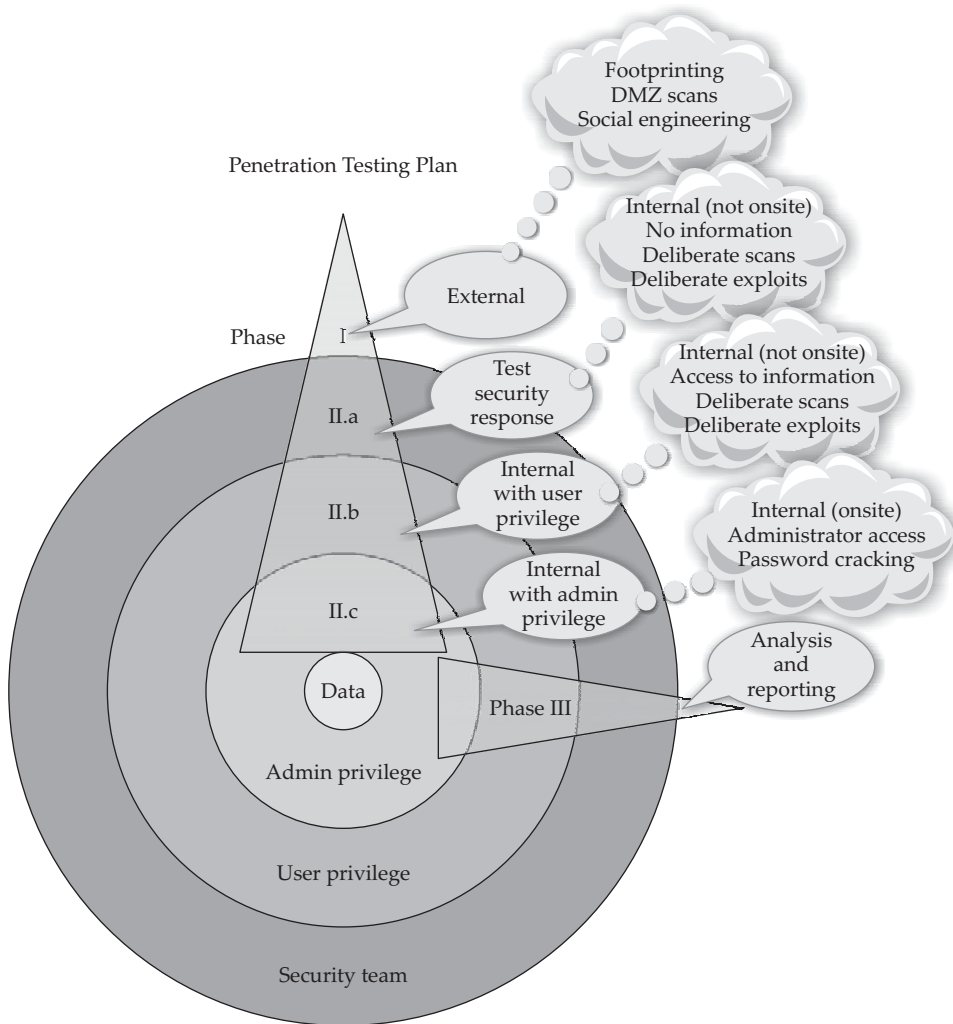 Footprinting
DMZ scans
Social engineering
Penetration Testing Plan
Internal (not onsite)
No information
Deliberate scans
Deliberate exploits
External
Phase
I
Internal (not onsite)
Access to information
Deliberate scans
Deliberate exploits
Test
security
response
II.a
Internal
with user
privilege
II.b
Internal (onsite)
Administrator access
Password cracking
Internal
with admin
privilege
II.c
Analysis
and
reporting
Data
Phase III
Admin privilege
User privilege
Security team